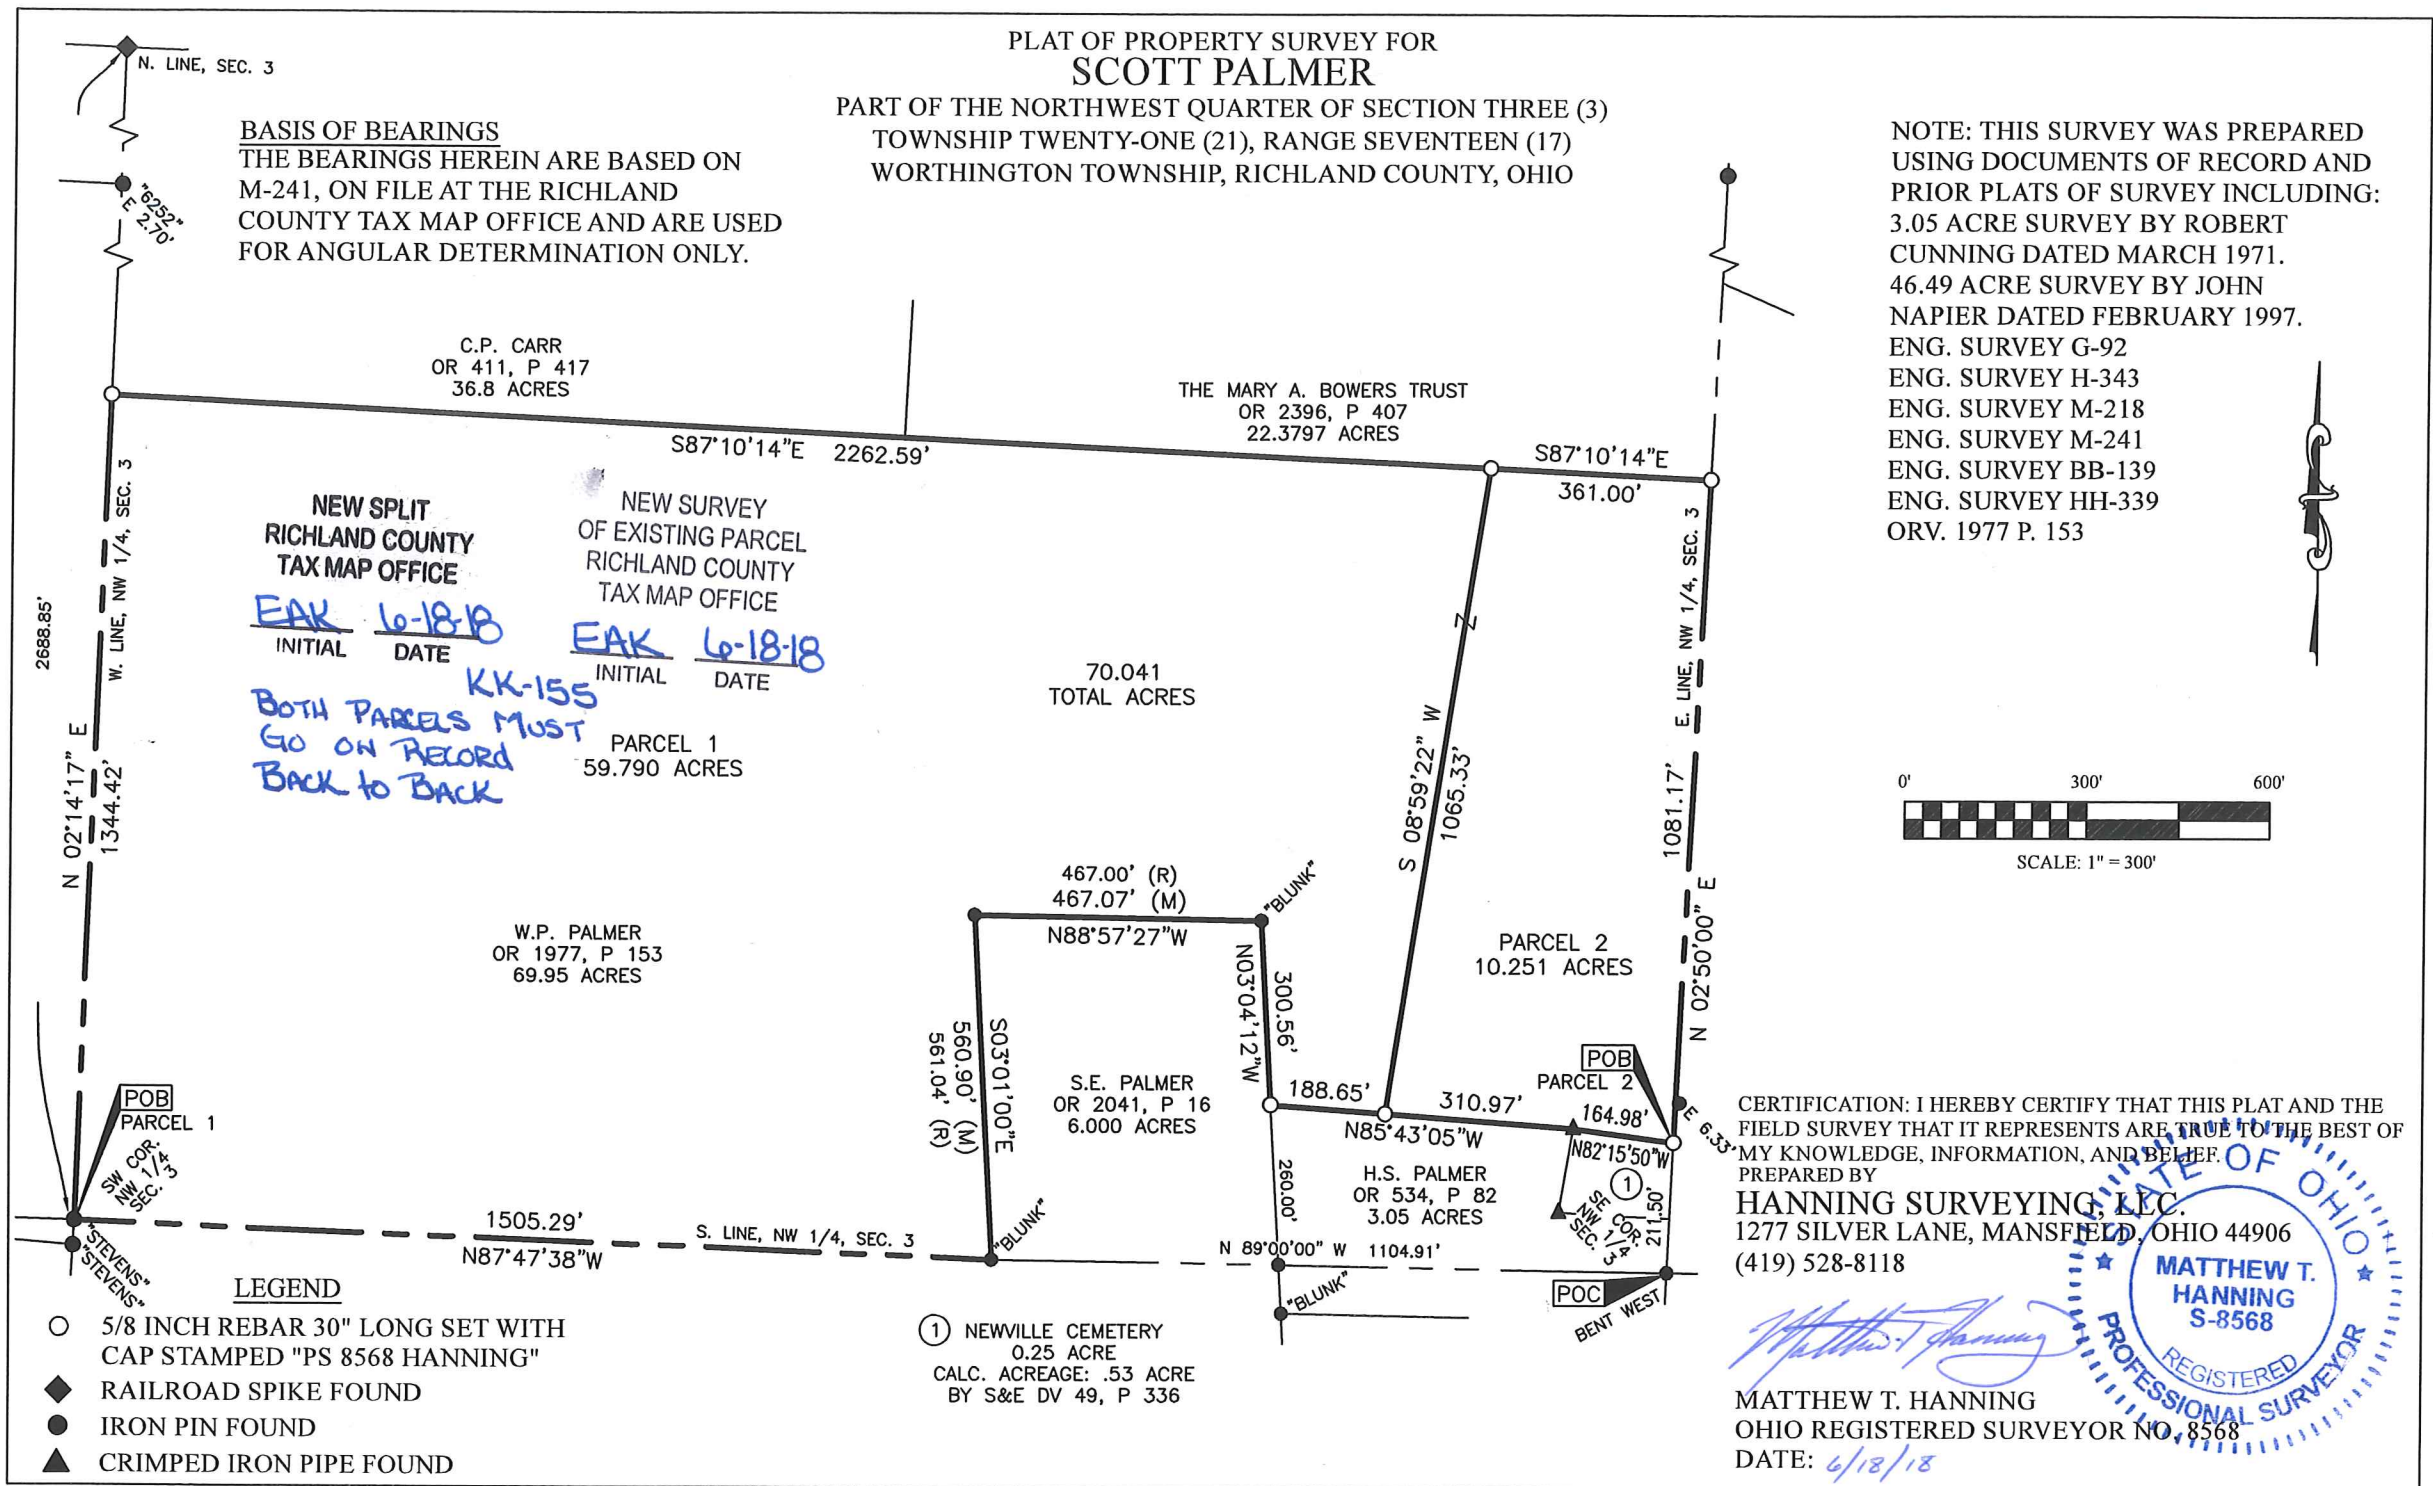 PLAT OF PROPERTY SURVEY FOR
SCOTT PALMER
PART OF THE NORTHWEST QUARTER OF SECTION THREE (3)
TOWNSHIP TWENTY-ONE (21), RANGE SEVENTEEN (17)
WORTHINGTON TOWNSHIP, RICHLAND COUNTY, OHIO
N. LINE, SEC. 3
"6252"
E 2.70'
BASIS OF BEARINGS
THE BEARINGS HEREIN ARE BASED ON
M-241, ON FILE AT THE RICHLAND
COUNTY TAX MAP OFFICE AND ARE USED
FOR ANGULAR DETERMINATION ONLY.
NOTE: THIS SURVEY WAS PREPARED
USING DOCUMENTS OF RECORD AND
PRIOR PLATS OF SURVEY INCLUDING:
3.05 ACRE SURVEY BY ROBERT
CUNNING DATED MARCH 1971.
46.49 ACRE SURVEY BY JOHN
NAPIER DATED FEBRUARY 1997.
ENG. SURVEY G-92
ENG. SURVEY H-343
ENG. SURVEY M-218
ENG. SURVEY M-241
ENG. SURVEY BB-139
ENG. SURVEY HH-339
ORV. 1977 P. 153
C.P. CARR
OR 411, P 417
36.8 ACRES
THE MARY A. BOWERS TRUST
OR 2396, P 407
22.3797 ACRES
S87°10'14"E 2262.59'
S87°10'14"E
361.00'
NEW SPLIT
RICHLAND COUNTY
TAX MAP OFFICE
EAK 6-18-18
INITIAL DATE
NEW SURVEY
OF EXISTING PARCEL
RICHLAND COUNTY
TAX MAP OFFICE
EAK 6-18-18
INITIAL DATE
KK-155
BOTH PARCELS MUST
GO ON RECORD
BACK to BACK
2688.85'
W. LINE, NW 1/4, SEC. 3
N 02°14'17" E
1344.42'
PARCEL 1
59.790 ACRES
70.041
TOTAL ACRES
Z
S 08°59'22" W
1065.33'
E. LINE, NW 1/4, SEC. 3
1081.17'
N 02°50'00" E
0' 300' 600'
SCALE: 1" = 300'
W.P. PALMER
OR 1977, P 153
69.95 ACRES
467.00' (R)
467.07' (M)
N88°57'27"W
"BLUNK"
N03°04'12"W
300.56'
PARCEL 2
10.251 ACRES
S03°01'00"E
560.90' (M)
561.04' (R)
S.E. PALMER
OR 2041, P 16
6.000 ACRES
188.65'
310.97'
N85°43'05"W
164.98'
N82°15'50"W
POB
PARCEL 2
E 6.33'
260.00'
H.S. PALMER
OR 534, P 82
3.05 ACRES
1
211.50'
SE COR.
NW 1/4
SEC. 3
POB
PARCEL 1
SW COR.
NW 1/4
SEC. 3
"STEVENS"
"STEVENS"
1505.29'
N87°47'38"W
S. LINE, NW 1/4, SEC. 3
"BLUNK"
N 89°00'00" W 1104.91'
"BLUNK"
POC
BENT WEST
LEGEND
5/8 INCH REBAR 30" LONG SET WITH
CAP STAMPED "PS 8568 HANNING"
RAILROAD SPIKE FOUND
IRON PIN FOUND
CRIMPED IRON PIPE FOUND
1 NEWVILLE CEMETERY
0.25 ACRE
CALC. ACREAGE: .53 ACRE
BY S&E DV 49, P 336
CERTIFICATION: I HEREBY CERTIFY THAT THIS PLAT AND THE
FIELD SURVEY THAT IT REPRESENTS ARE TRUE TO THE BEST OF
MY KNOWLEDGE, INFORMATION, AND BELIEF.
PREPARED BY
HANNING SURVEYING, LLC.
1277 SILVER LANE, MANSFIELD, OHIO 44906
(419) 528-8118
Matthew T Hanning
MATTHEW T. HANNING
OHIO REGISTERED SURVEYOR NO. 8568
DATE: 6/18/18
STATE OF OHIO
MATTHEW T.
HANNING
S-8568
REGISTERED
PROFESSIONAL SURVEYOR